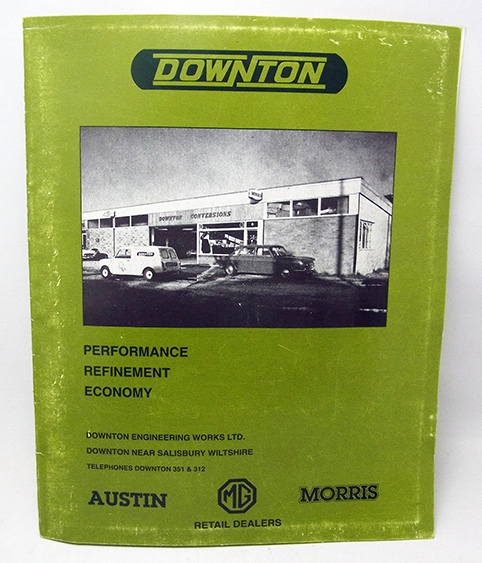 DOWNTON
DOWNTON CONVERSIONS
PERFORMANCE
REFINEMENT
ECONOMY
DOWNTON ENGINEERING WORKS LTD.
DOWNTON NEAR SALISBURY WILTSHIRE
TELEPHONES DOWNTON 351 & 312
AUSTIN
MG
MORRIS
RETAIL DEALERS